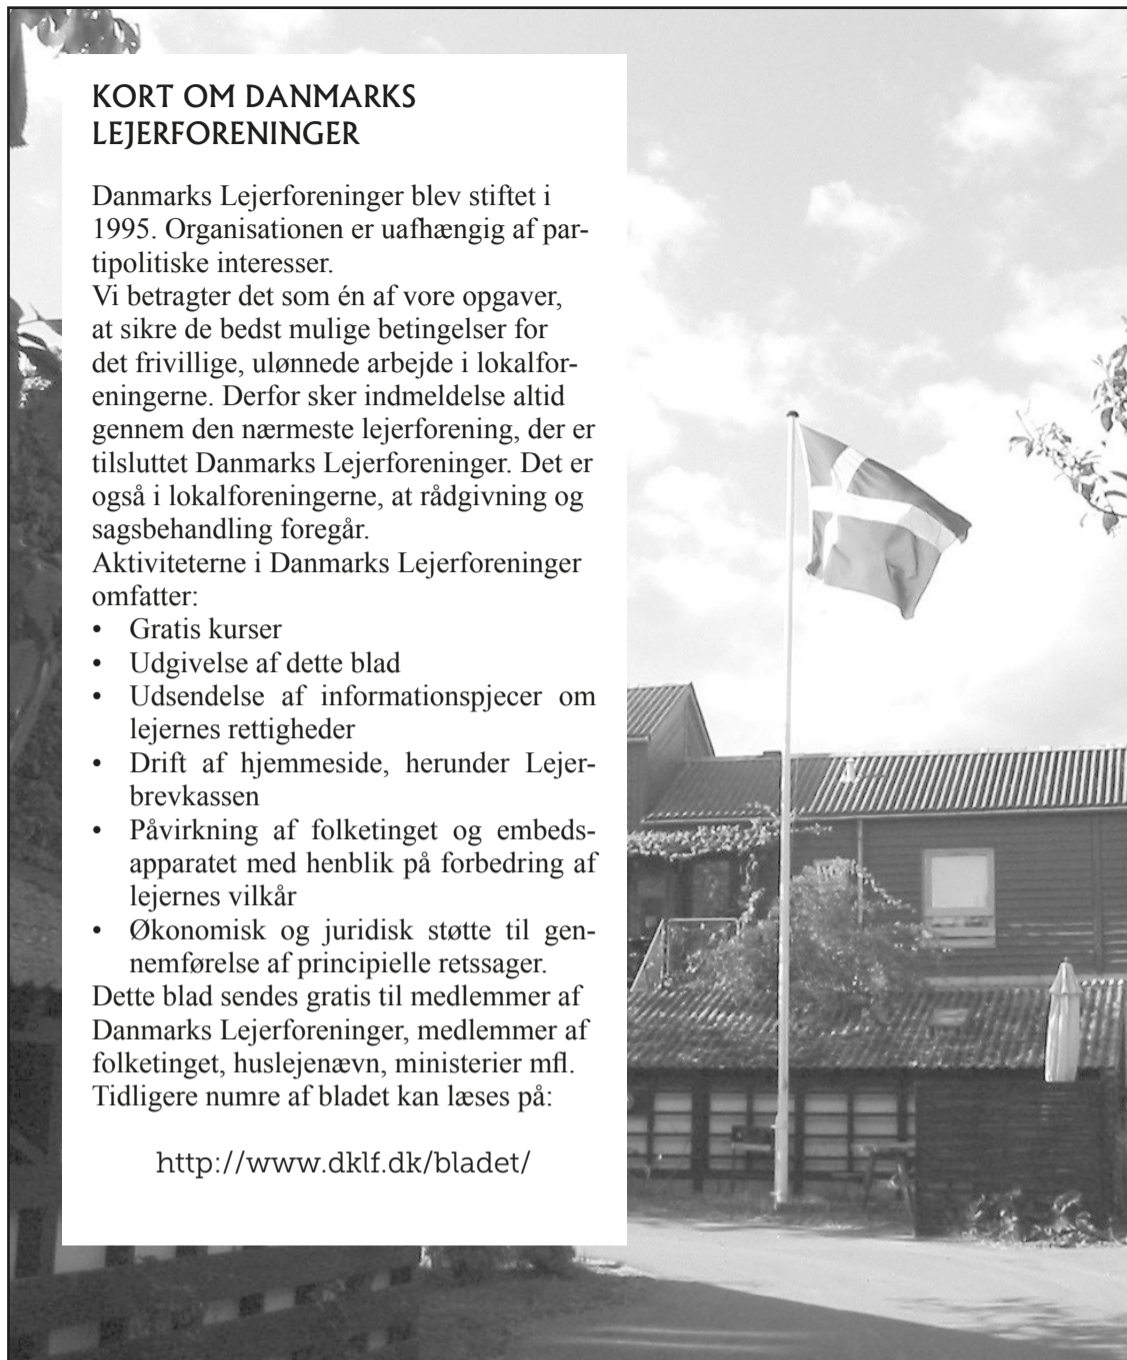 KORT OM DANMARKS
LEJERFORENINGER
Danmarks Lejerforeninger blev stiftet i
1995. Organisationen er uafhængig af par-
tipolitiske interesser.
Vi betragter det som én af vore opgaver,
at sikre de bedst mulige betingelser for
det frivillige, ulønnede arbejde i lokalfor-
eningerne. Derfor sker indmeldelse altid
gennem den nærmeste lejerforening, der er
tilsluttet Danmarks Lejerforeninger. Det er
også i lokalforeningerne, at rådgivning og
sagsbehandling foregår.
Aktiviteterne i Danmarks Lejerforeninger
omfatter:
• Gratis kurser
• Udgivelse af dette blad
• Udsendelse af informationspjecer om
lejernes rettigheder
• Drift af hjemmeside, herunder Lejer-
brevkassen
• Påvirkning af folketinget og embeds-
apparatet med henblik på forbedring af
lejernes vilkår
• Økonomisk og juridisk støtte til gen-
nemførelse af principielle retssager.
Dette blad sendes gratis til medlemmer af
Danmarks Lejerforeninger, medlemmer af
folketinget, huslejenævn, ministerier mfl.
Tidligere numre af bladet kan læses på:
http://www.dklf.dk/bladet/